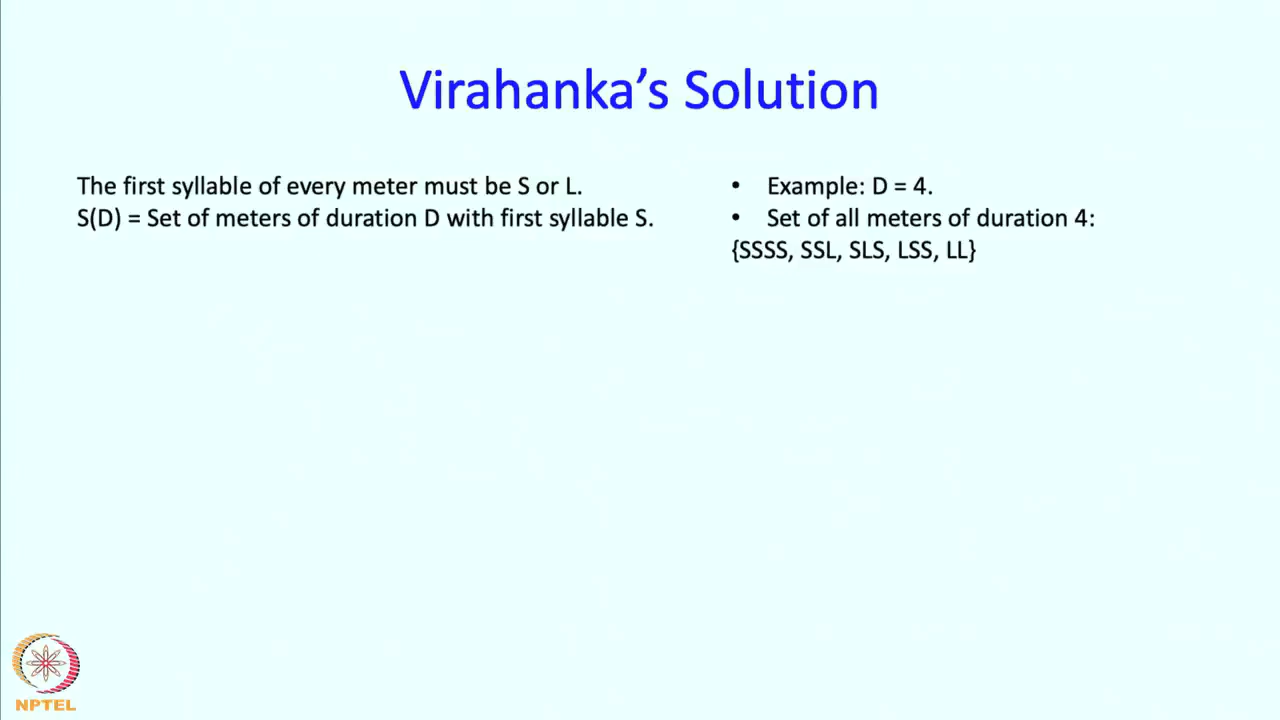 Virahanka's Solution
The first syllable of every meter must be S or L.
S(D) = Set of meters of duration D with first syllable S.
• Example: D = 4.
• Set of all meters of duration 4:
{SSSS, SSL, SLS, LSS, LL}
NPTEL